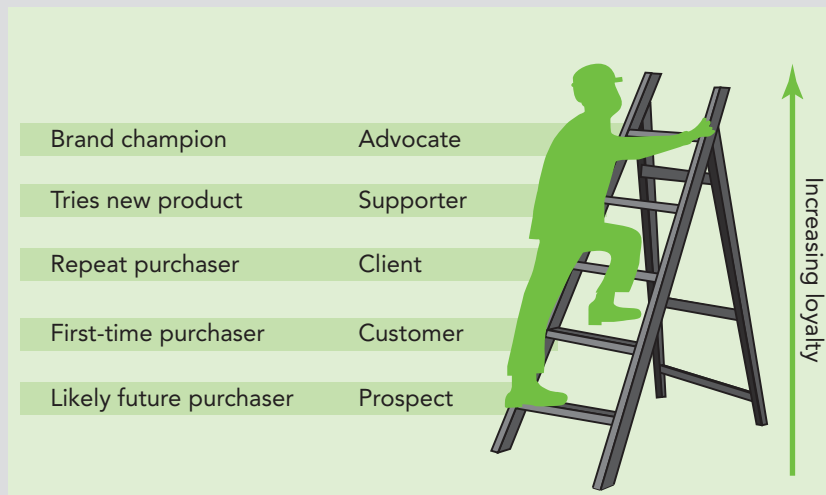 Brand champion Advocate
Tries new product Supporter
Repeat purchaser Client
First-time purchaser Customer
Likely future purchaser Prospect
Increasing loyalty